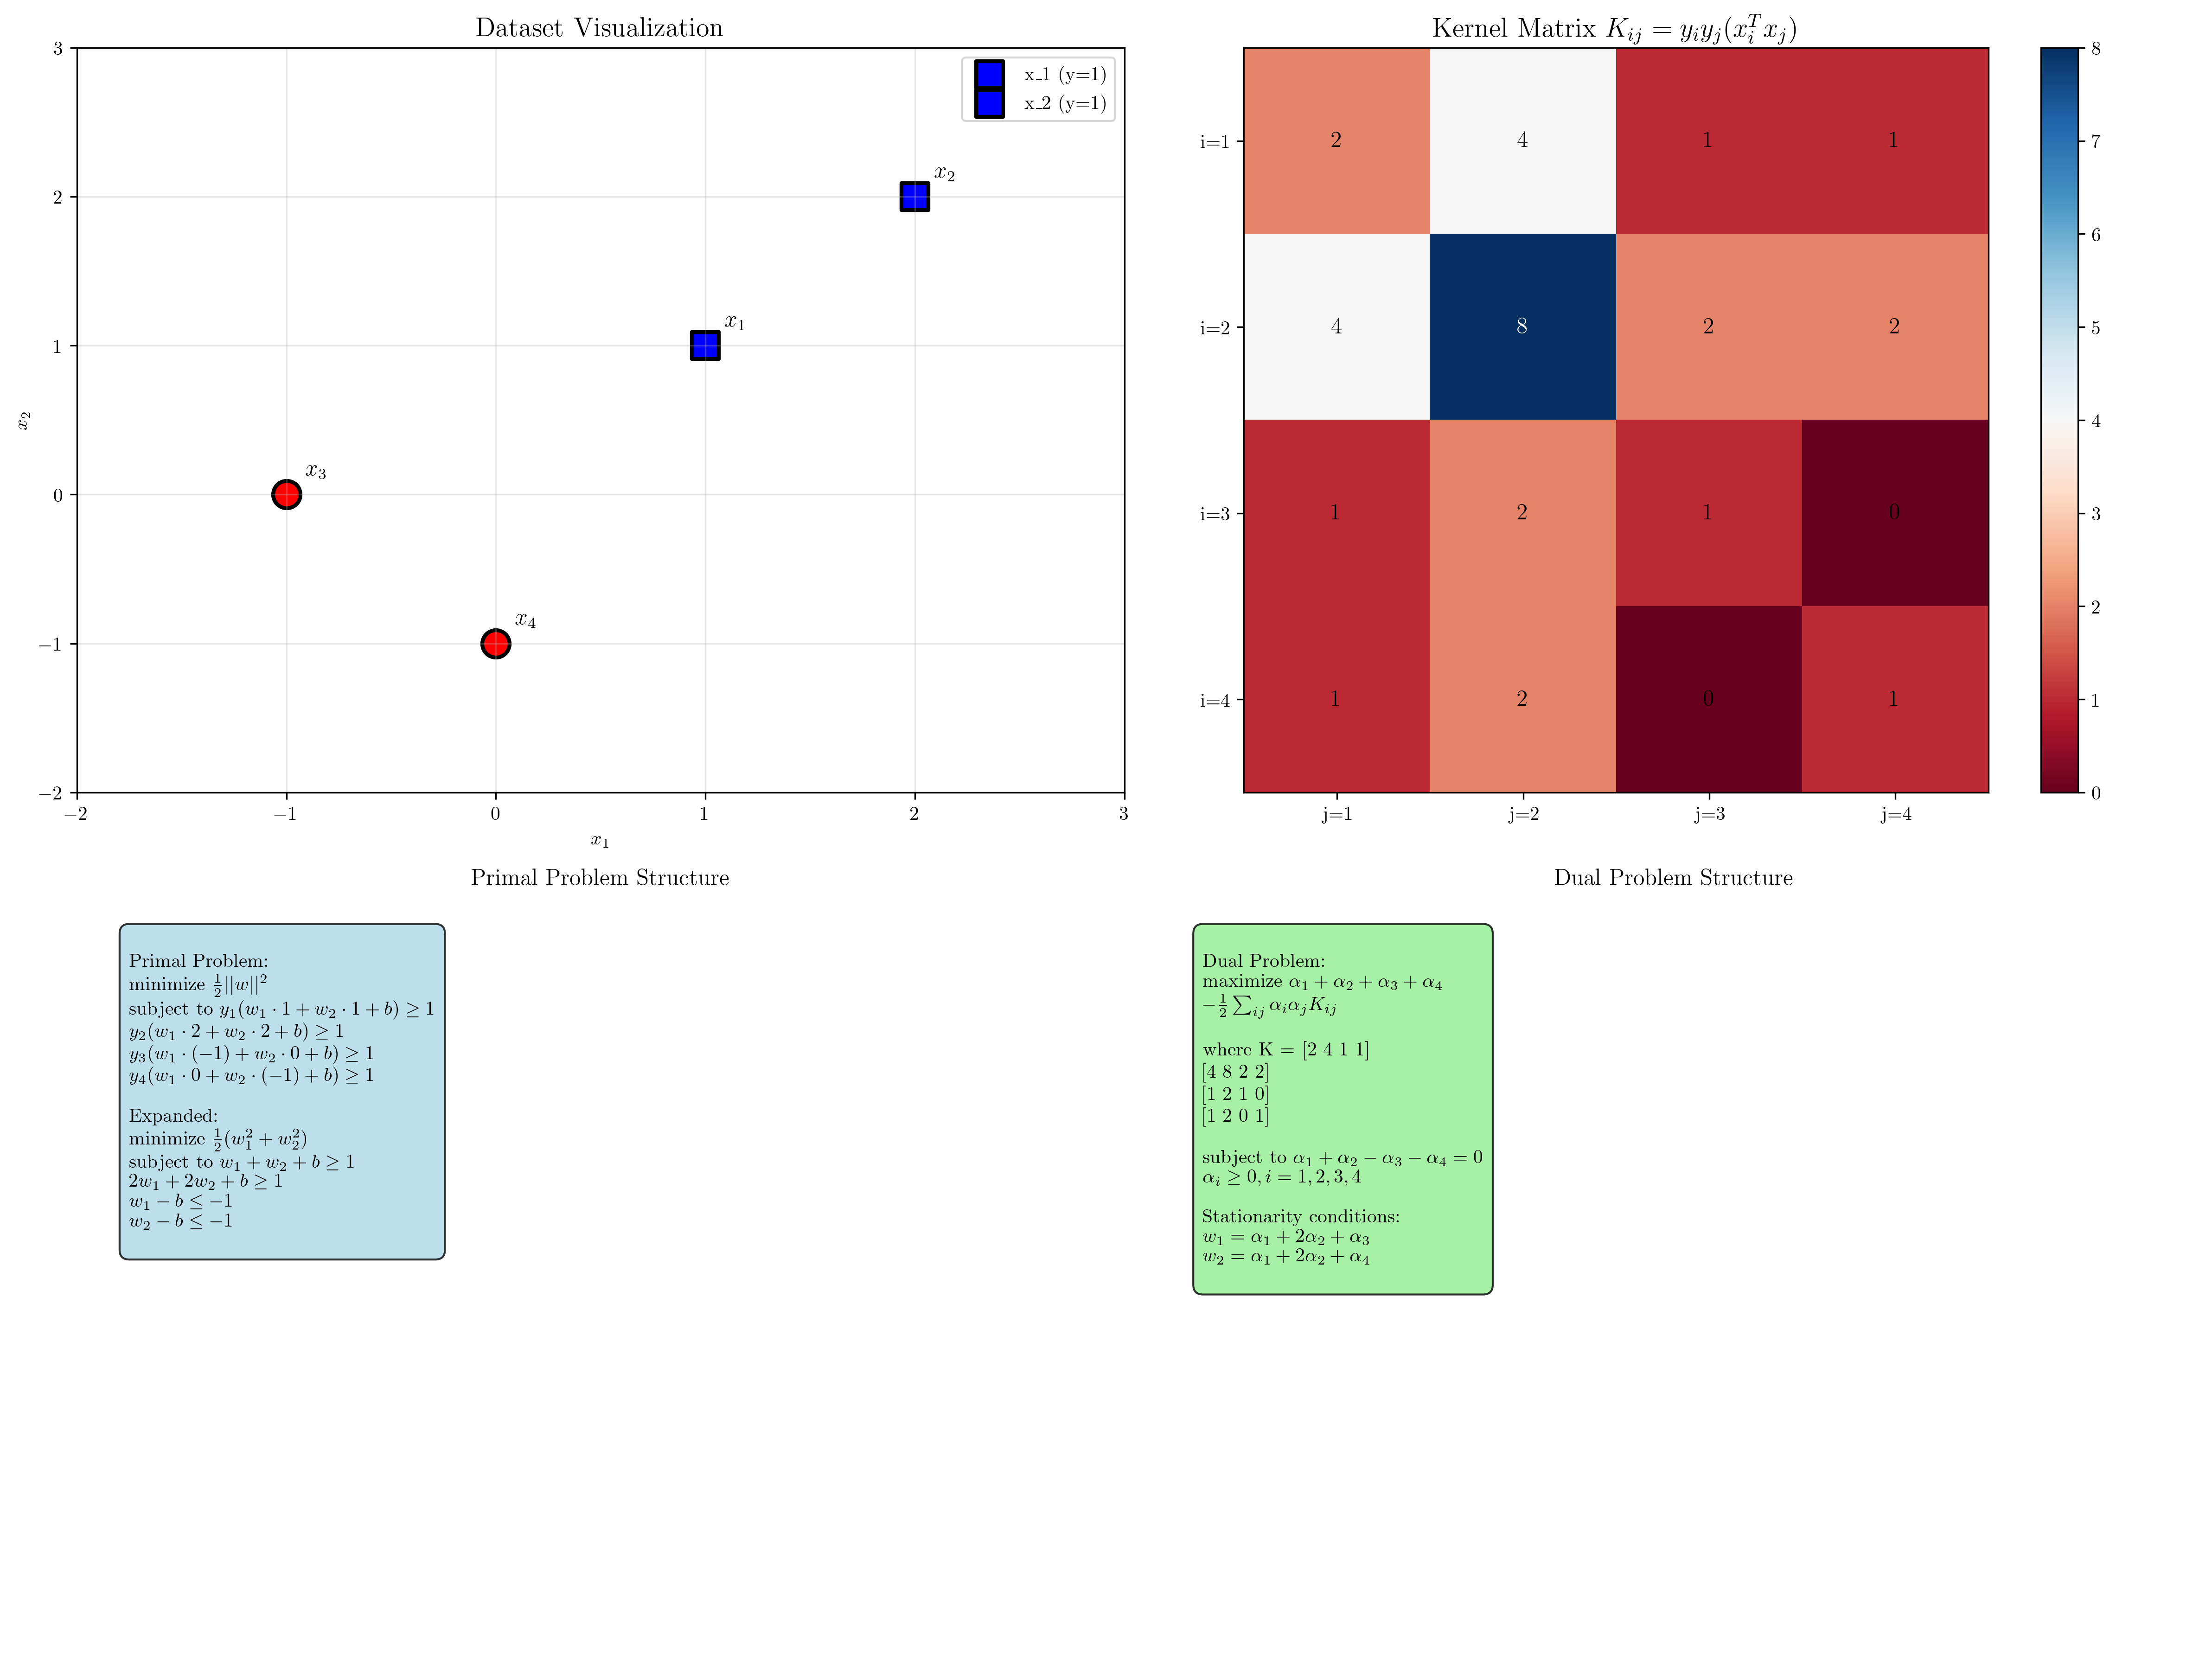 Dataset Visualization
3
2
1
0
−1
−2
x₂
−2
−1
0
1
2
3
x₁
x_1 (y=1)
x_2 (y=1)
x₂
x₁
x₃
x₄
Kernel Matrix $K_{ij} = y_i y_j (x_i^T x_j)$
i=1
2 4 1 1
i=2
4 8 2 2
i=3
1 2 1 0
i=4
1 2 0 1
j=1 j=2 j=3 j=4
8
7
6
5
4
3
2
1
0
Primal Problem Structure
Primal Problem:
minimize $\frac{1}{2}||w||^2$
subject to $y_1(w_1 \cdot 1 + w_2 \cdot 1 + b) \geq 1$
$y_2(w_1 \cdot 2 + w_2 \cdot 2 + b) \geq 1$
$y_3(w_1 \cdot (-1) + w_2 \cdot 0 + b) \geq 1$
$y_4(w_1 \cdot 0 + w_2 \cdot (-1) + b) \geq 1$
Expanded:
minimize $\frac{1}{2}(w_1^2 + w_2^2)$
subject to $w_1 + w_2 + b \geq 1$
$2w_1 + 2w_2 + b \geq 1$
$w_1 - b \leq -1$
$w_2 - b \leq -1$
Dual Problem Structure
Dual Problem:
maximize $\alpha_1 + \alpha_2 + \alpha_3 + \alpha_4$
$-\frac{1}{2}\sum_{ij} \alpha_i \alpha_j K_{ij}$
where K = [2 4 1 1]
[4 8 2 2]
[1 2 1 0]
[1 2 0 1]
subject to $\alpha_1 + \alpha_2 - \alpha_3 - \alpha_4 = 0$
$\alpha_i \geq 0, i = 1, 2, 3, 4$
Stationarity conditions:
$w_1 = \alpha_1 + 2\alpha_2 + \alpha_3$
$w_2 = \alpha_1 + 2\alpha_2 + \alpha_4$